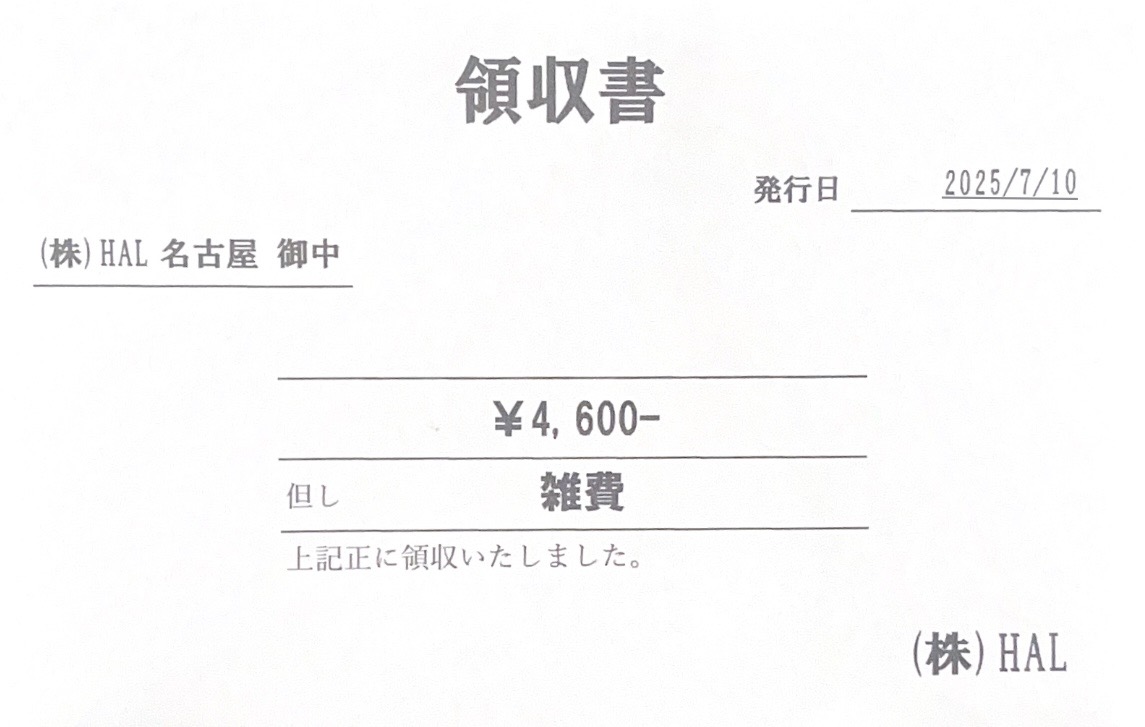 領収書
発行日 2025/7/10
(株)HAL 名古屋 御中
¥4,600-
但し 雑費
上記正に領収いたしました。
(株)HAL